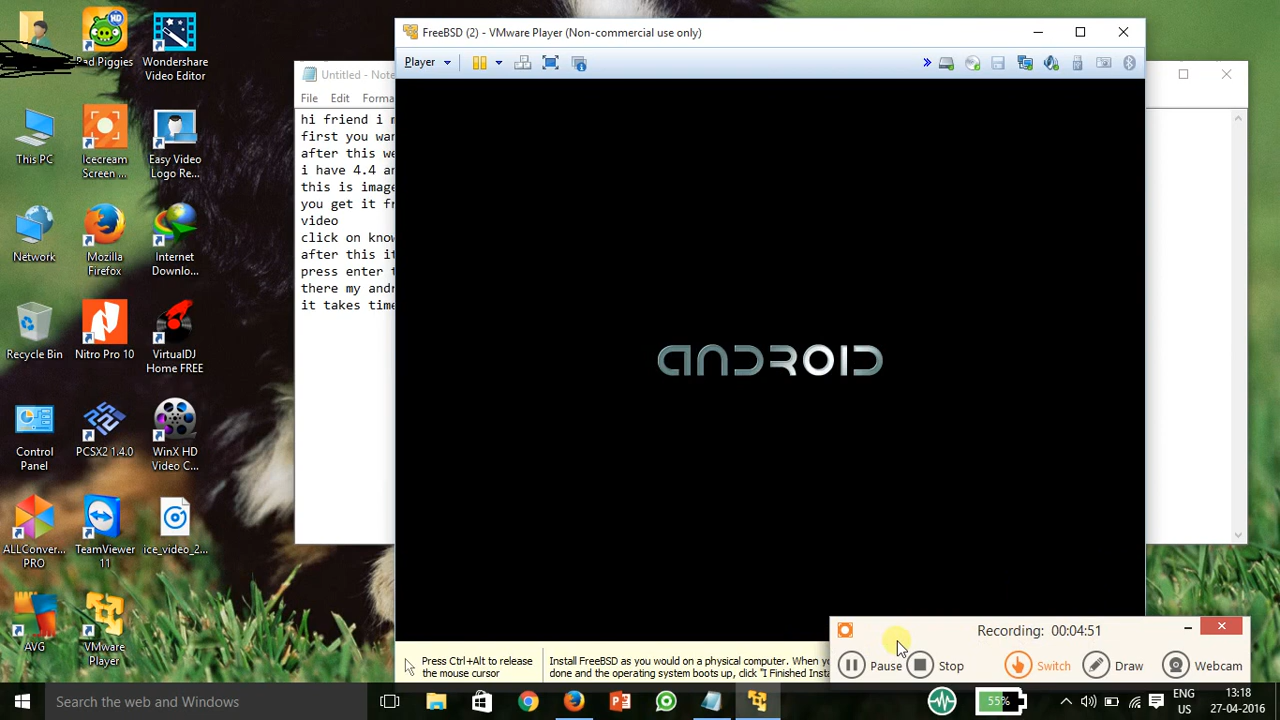 FreeBSD (2) - VMware Player (Non-commercial use only)
Player
Untitled - Note
File Edit Forma
hi friend i
first you wan
after this we
i have 4.4 an
this is image
you get it
video
click on
after this it
press enter
there my andr
it takes time
ANDROID
Bad Piggies
Wondershare
Video Editor
This PC
Icecream
Screen ...
Easy Video
Logo Re...
Network
Mozilla
Firefox
Internet
Downlo...
Recycle Bin
Nitro Pro 10
VirtualDJ
Home FREE
Control
Panel
PCSX2 1.4.0
WinX HD
Video C...
ALLConver...
PRO
TeamViewer
11
ice_video_2...
AVG
VMware
Player
Press Ctrl+Alt to release
the mouse cursor
Install FreeBSD as you would on a physical computer. When
done and the operating system boots up, click "I Finished Insta
Recording: 00:04:51
Pause Stop Switch Draw Webcam
Search the web and Windows
55%
ENG
US
13:18
27-04-2016